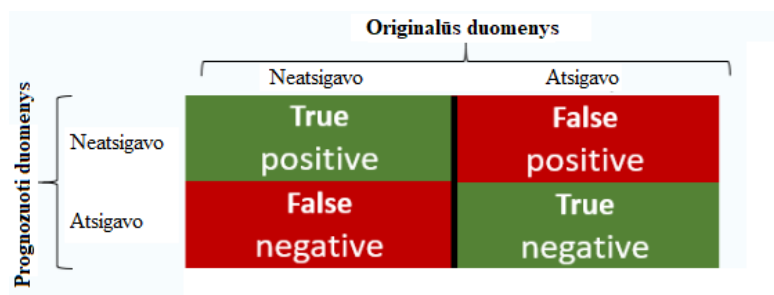 Originalūs duomenys
Neatsigavo
Atsigavo
Prognozuoti duomenys
Neatsigavo
True
positive
False
positive
Atsigavo
False
negative
True
negative